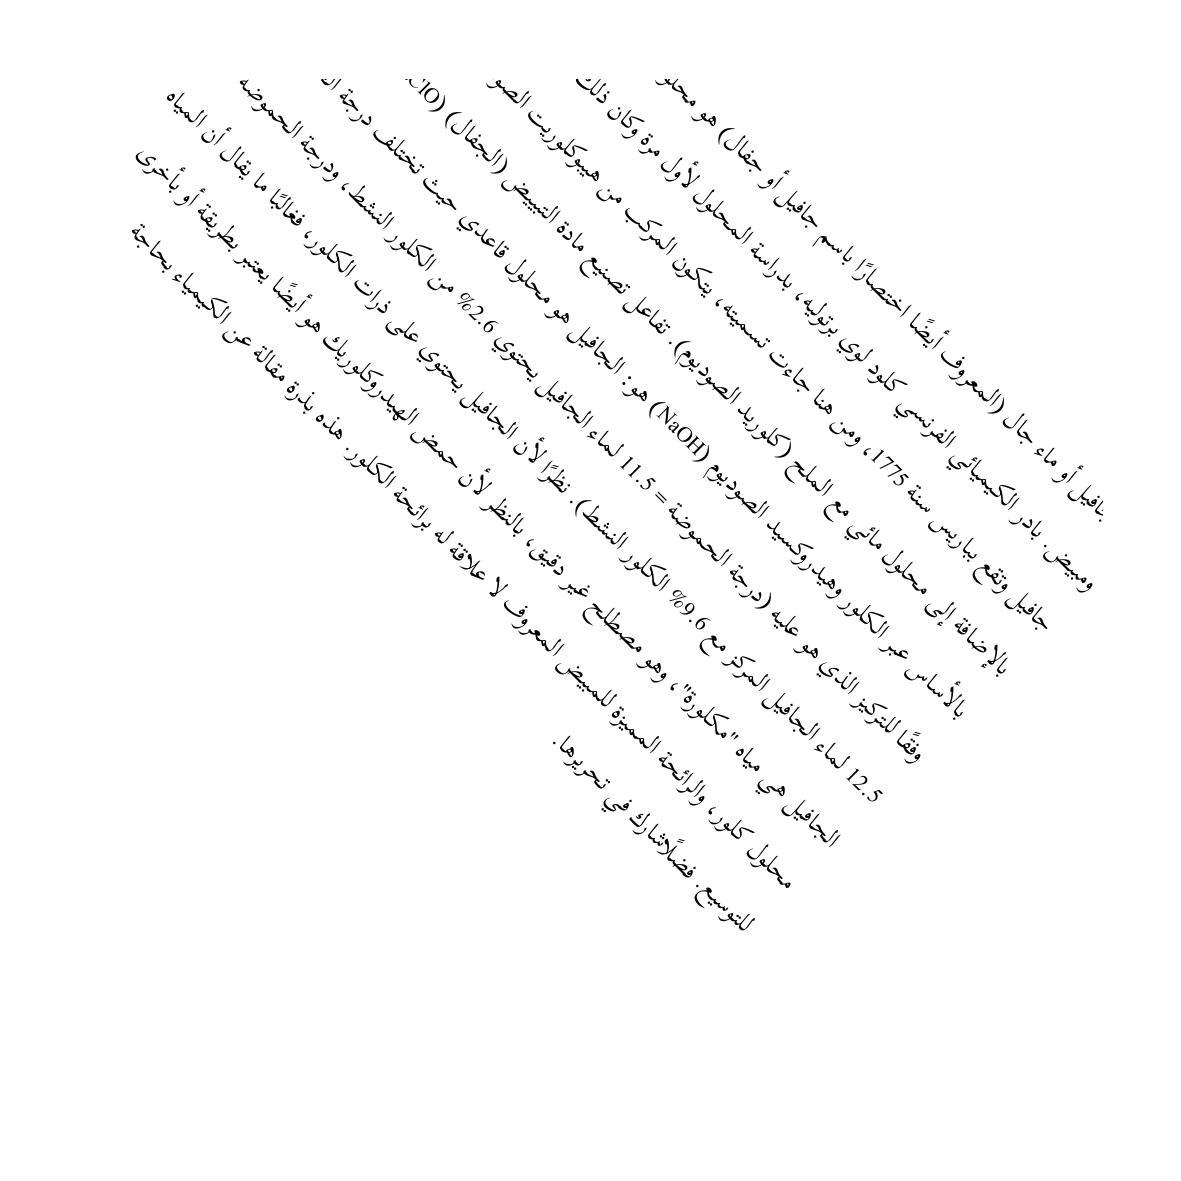 جافيل أو ماء جال (المعروف أيضًا اختصارًا باسم جافيل أو جفال) هو
ومبيض. بادر الكيميائي الفرنسي كلود لوي برتوليه، بدراسة المحلول لأول مرة وكان ذلك
جافيل وتقع بباريس سنة 1775، ومن هنا جاءت تسميته، يتكون المركب من هيبوكلوريت
بالإضافة إلى محلول مائي مع الملح (كلوريد الصوديوم). تفاعل تصنيع مادة التبييض (الجفال)
بالأساس عبر الكلور وهيدروكسيد الصوديوم (NaOH) هو: الجافيل هو محلول قاعدي حيث تختلف درجة
وفقًا للتركيز الذي هو عليه (درجة الحموضة = 11.5 لماء الجافيل يحتوي 2.6% من الكلور النشط، ودرجة الحموضة
12.5 لماء الجافيل المركز مع 9.6% الكلور النشط). نظرًا لأن الجافيل يحتوي على ذرات الكلور، فغالبًا ما يقال أن المياه
الجافيل هي مياه "مكلورة"، وهو مصطلح غير دقيق، بالنظر لأن حمض الهيدروكلوريك هو أيضًا يعتبر بطريقة أو بأخرى
محلول كلور، والرائحة المميزة للمبيض المعروف لا علاقة له برائحة الكلور. هذه بذرة مقالة عن الكيمياء بحاجة
للتوسيع. فضلًاشارك في تحريرها.